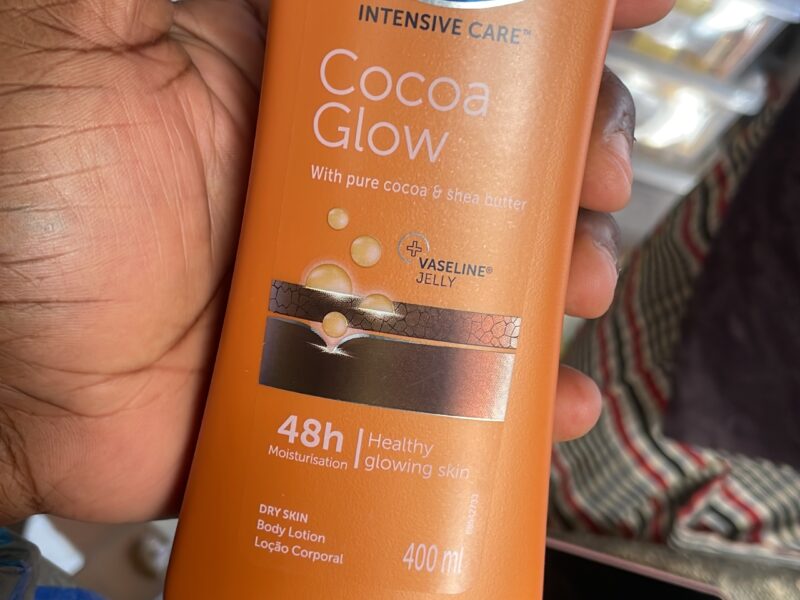 INTENSIVE CARE™
Cocoa
Glow
With pure cocoa & shea butter
VASELINE®
JELLY
48h
Moisturisation
Healthy
glowing skin
DRY SKIN
Body Lotion
Loção Corporal
400 ml